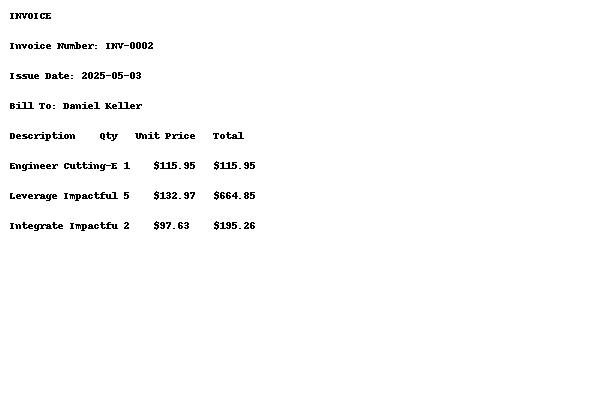 INVOICE
Invoice Number: INV-0002
Issue Date: 2025-05-03
Bill To: Daniel Keller
Description    Qty   Unit Price   Total
Engineer Cutting-E 1    $115.95   $115.95
Leverage Impactful 5    $132.97   $664.85
Integrate Impactfu 2    $97.63    $195.26